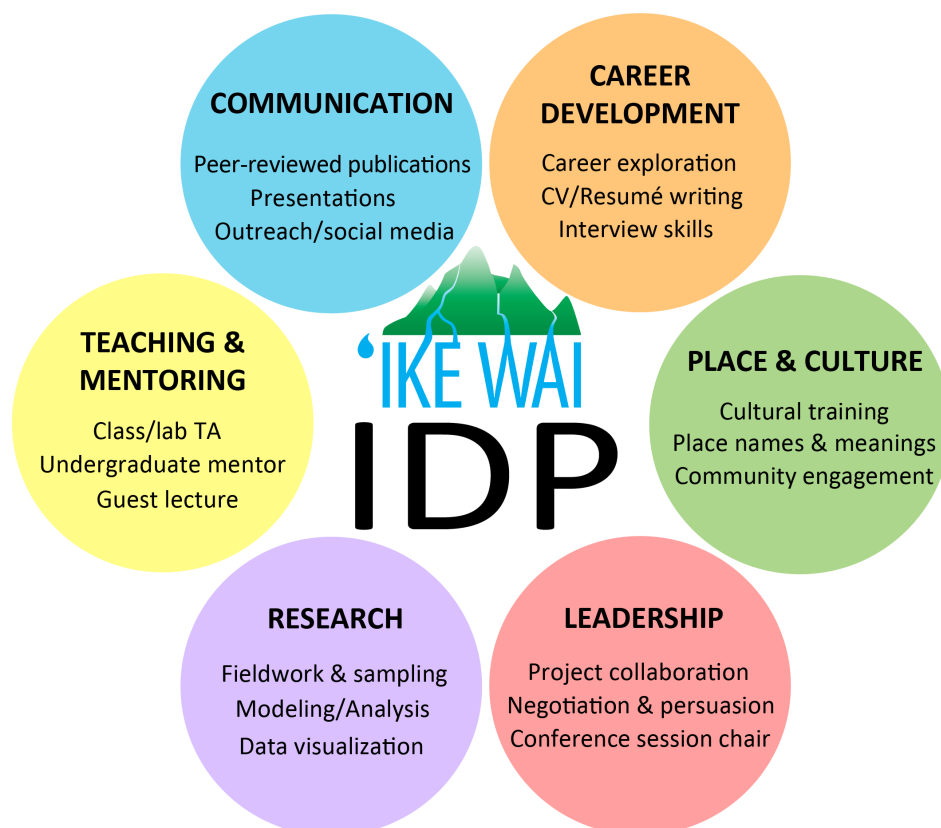 COMMUNICATION
Peer-reviewed publications
Presentations
Outreach/social media
CAREER
DEVELOPMENT
Career exploration
CV/Resumé writing
Interview skills
TEACHING &
MENTORING
Class/lab TA
Undergraduate mentor
Guest lecture
ʻIKE WAI
IDP
PLACE & CULTURE
Cultural training
Place names & meanings
Community engagement
RESEARCH
Fieldwork & sampling
Modeling/Analysis
Data visualization
LEADERSHIP
Project collaboration
Negotiation & persuasion
Conference session chair